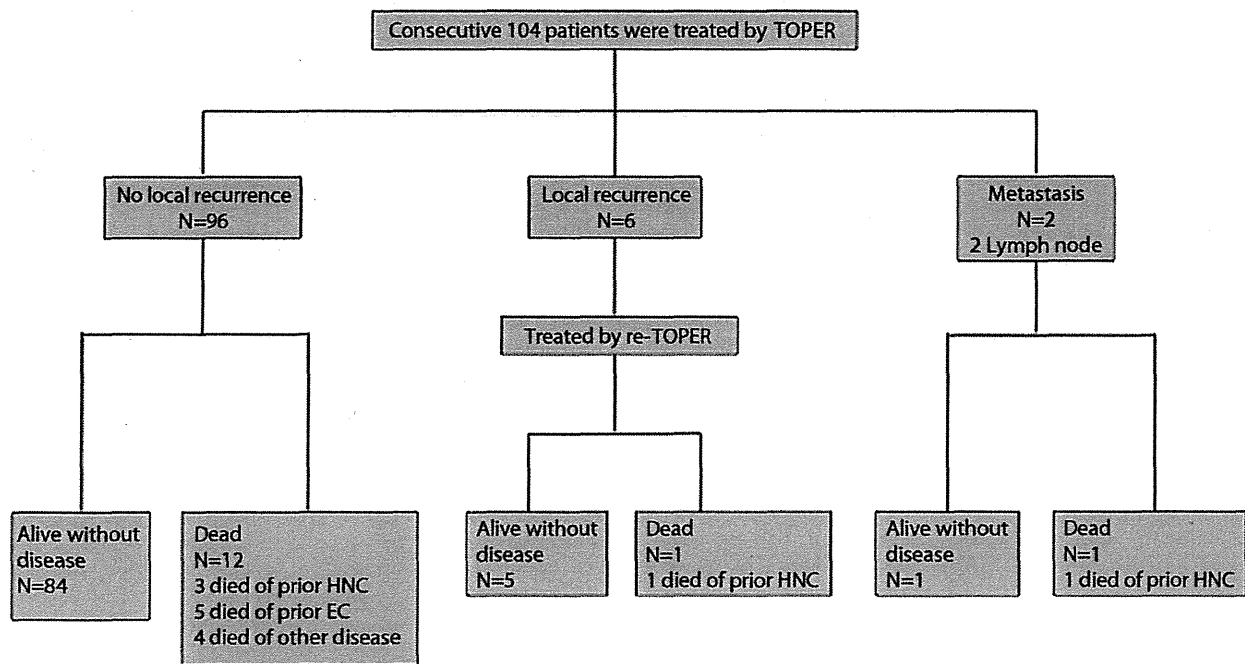 Consecutive 104 patients were treated by TOPER
No local recurrence
N=96
Local recurrence
N=6
Metastasis
N=2
2 Lymph node
Treated by re-TOPER
Alive without
disease
N=84
Dead
N=12
3 died of prior HNC
5 died of prior EC
4 died of other disease
Alive without
disease
N=5
Dead
N=1
1 died of prior HNC
Alive without
disease
N=1
Dead
N=1
1 died of prior HNC